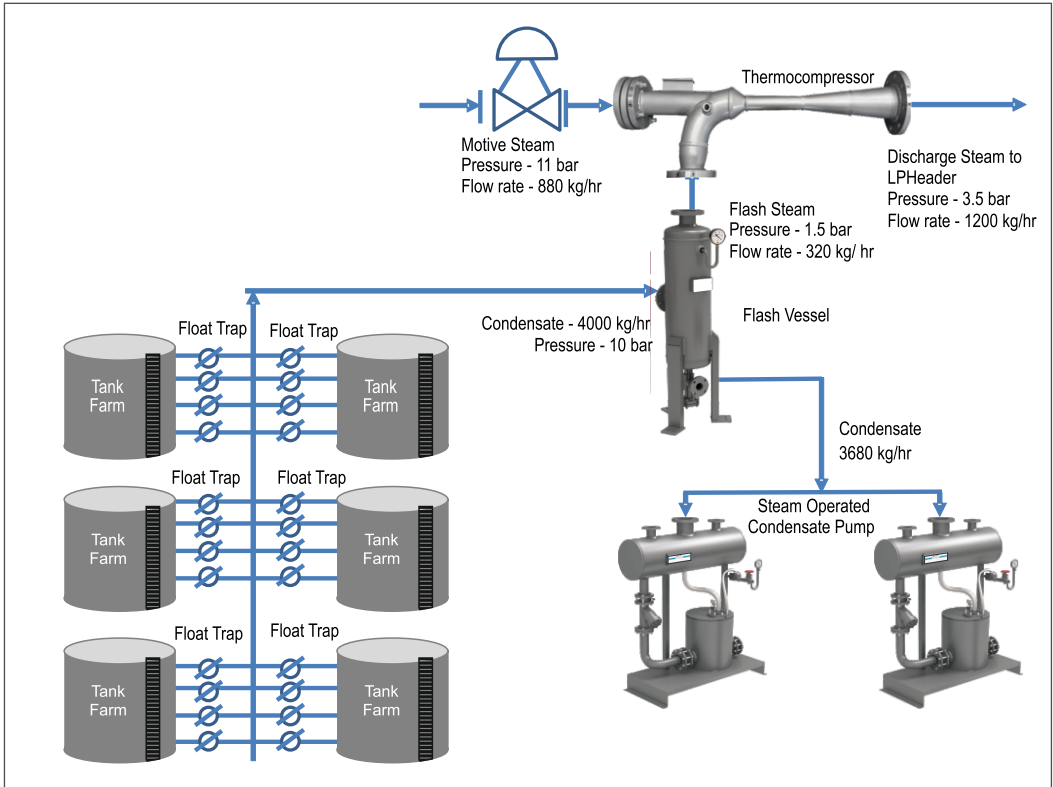 Thermocompressor
Motive Steam
Pressure - 11 bar
Flow rate - 880 kg/hr
Discharge Steam to
LPHeader
Pressure - 3.5 bar
Flow rate - 1200 kg/hr
Flash Steam
Pressure - 1.5 bar
Flow rate - 320 kg/ hr
Flash Vessel
Condensate - 4000 kg/hr
Pressure - 10 bar
Float Trap
Float Trap
Tank
Farm
Tank
Farm
Condensate
3680 kg/hr
Float Trap
Float Trap
Steam Operated
Condensate Pump
Tank
Farm
Tank
Farm
Float Trap
Float Trap
Tank
Farm
Tank
Farm